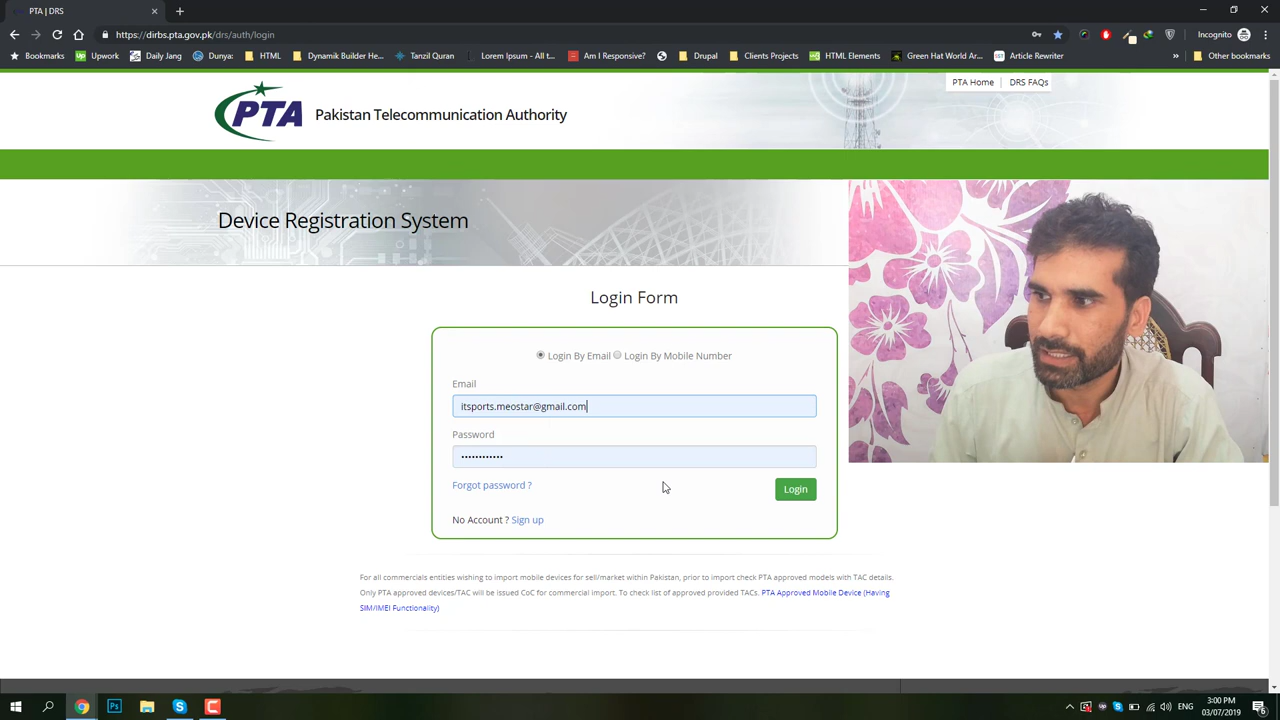 PTA | DRS
https://dirbs.pta.gov.pk/drs/auth/login
Incognito
Bookmarks Upwork Daily Jang Dunya: HTML Dynamik Builder He... Tanzil Quran Lorem Ipsum - All t... Am I Responsive? Drupal Clients Projects HTML Elements Green Hat World Ar... Article Rewriter » Other bookmarks
PTA Home | DRS FAQs
PTA Pakistan Telecommunication Authority
Device Registration System
Login Form
Login By Email Login By Mobile Number
Email
itsports.meostar@gmail.com
Password
••••••••••••
Forgot password ? Login
No Account ? Sign up
For all commercials entities wishing to import mobile devices for sell/market within Pakistan, prior to import check PTA approved models with TAC details.
Only PTA approved devices/TAC will be issued CoC for commercial import. To check list of approved provided TACs. PTA Approved Mobile Device (Having
SIM/IMEI Functionality)
ENG
3:00 PM
03/07/2019